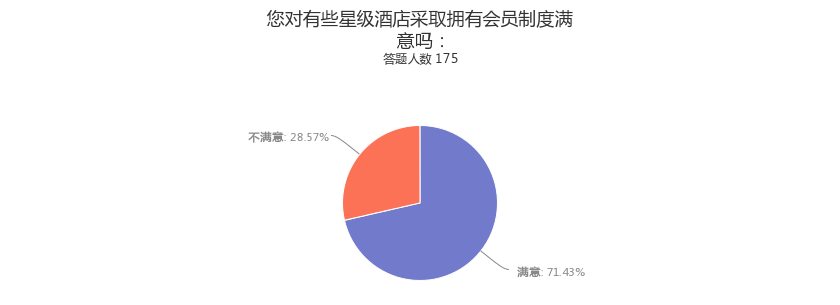 您对有些星级酒店采取拥有会员制度满
意吗：
答题人数 175
不满意: 28.57%
满意: 71.43%